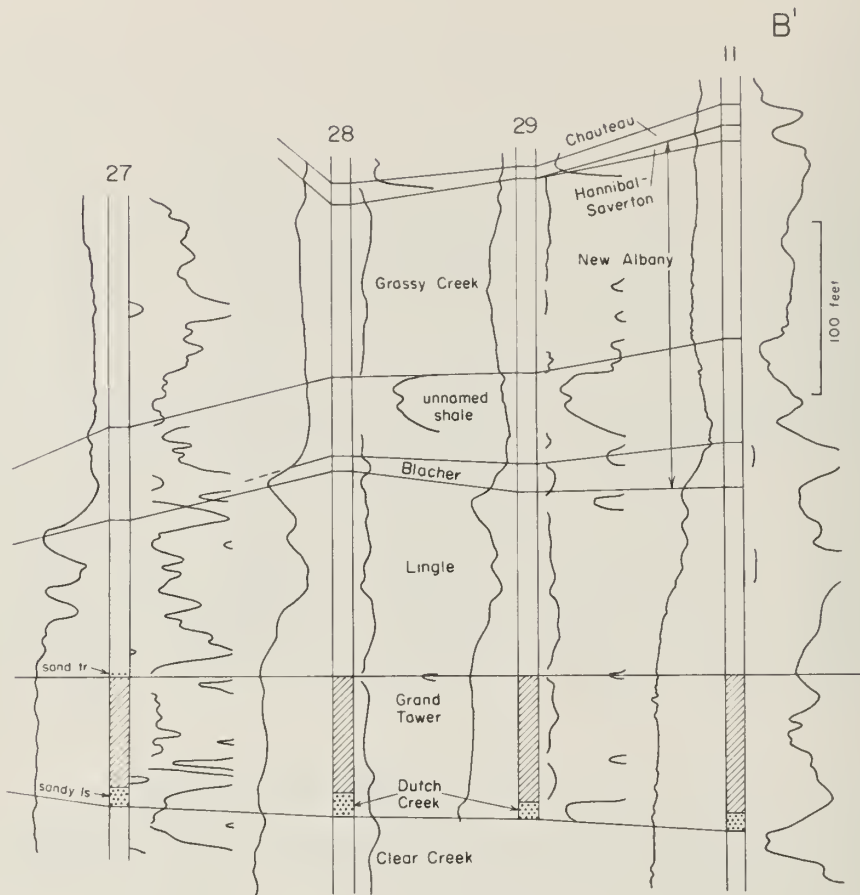 B'
11
28
29
27
Chauteau
Hannibal-
Saverton
New Albany
Grassy Creek
100 feet
unnamed
shale
Blacher
Lingle
sand tr
Grand
Tower
sandy ls
Dutch
Creek
Clear Creek